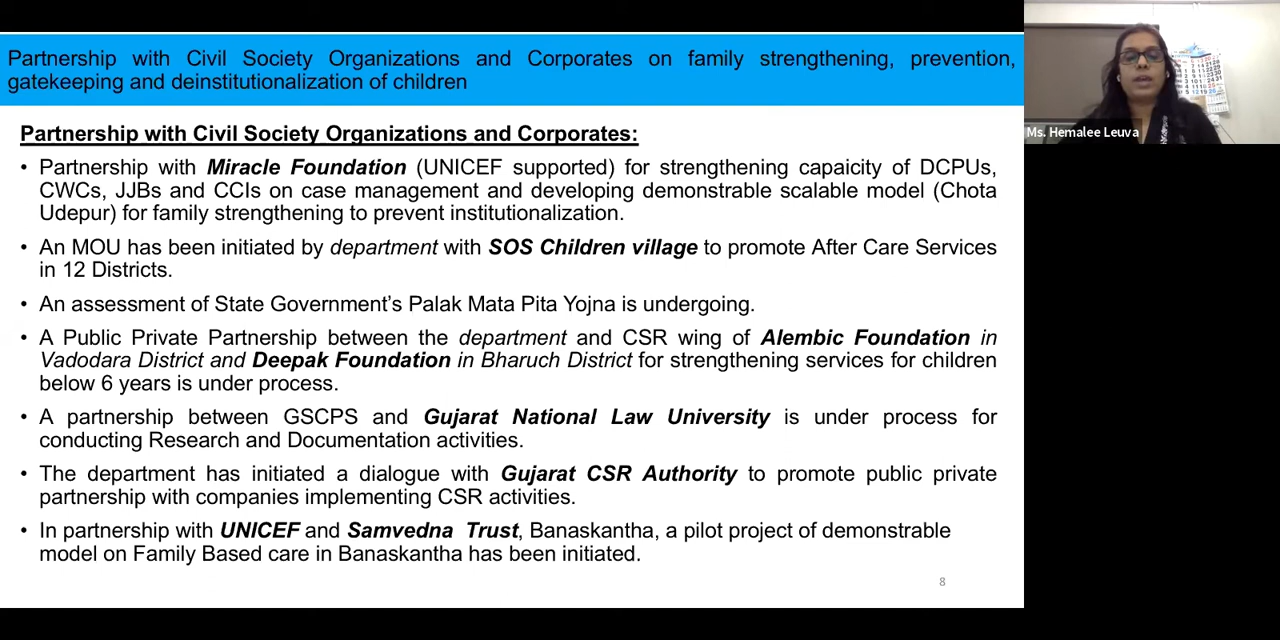 Partnership with Civil Society Organizations and Corporates on family strengthening, prevention,
gatekeeping and deinstitutionalization of children
Ms. Hemalee Leuva
Partnership with Civil Society Organizations and Corporates:
• Partnership with Miracle Foundation (UNICEF supported) for strengthening capaicity of DCPUs,
CWCs, JJBs and CCIs on case management and developing demonstrable scalable model (Chota
Udepur) for family strengthening to prevent institutionalization.
• An MOU has been initiated by department with SOS Children village to promote After Care Services
in 12 Districts.
• An assessment of State Government's Palak Mata Pita Yojna is undergoing.
• A Public Private Partnership between the department and CSR wing of Alembic Foundation in
Vadodara District and Deepak Foundation in Bharuch District for strengthening services for children
below 6 years is under process.
• A partnership between GSCPS and Gujarat National Law University is under process for
conducting Research and Documentation activities.
• The department has initiated a dialogue with Gujarat CSR Authority to promote public private
partnership with companies implementing CSR activities.
• In partnership with UNICEF and Samvedna Trust, Banaskantha, a pilot project of demonstrable
model on Family Based care in Banaskantha has been initiated.
8